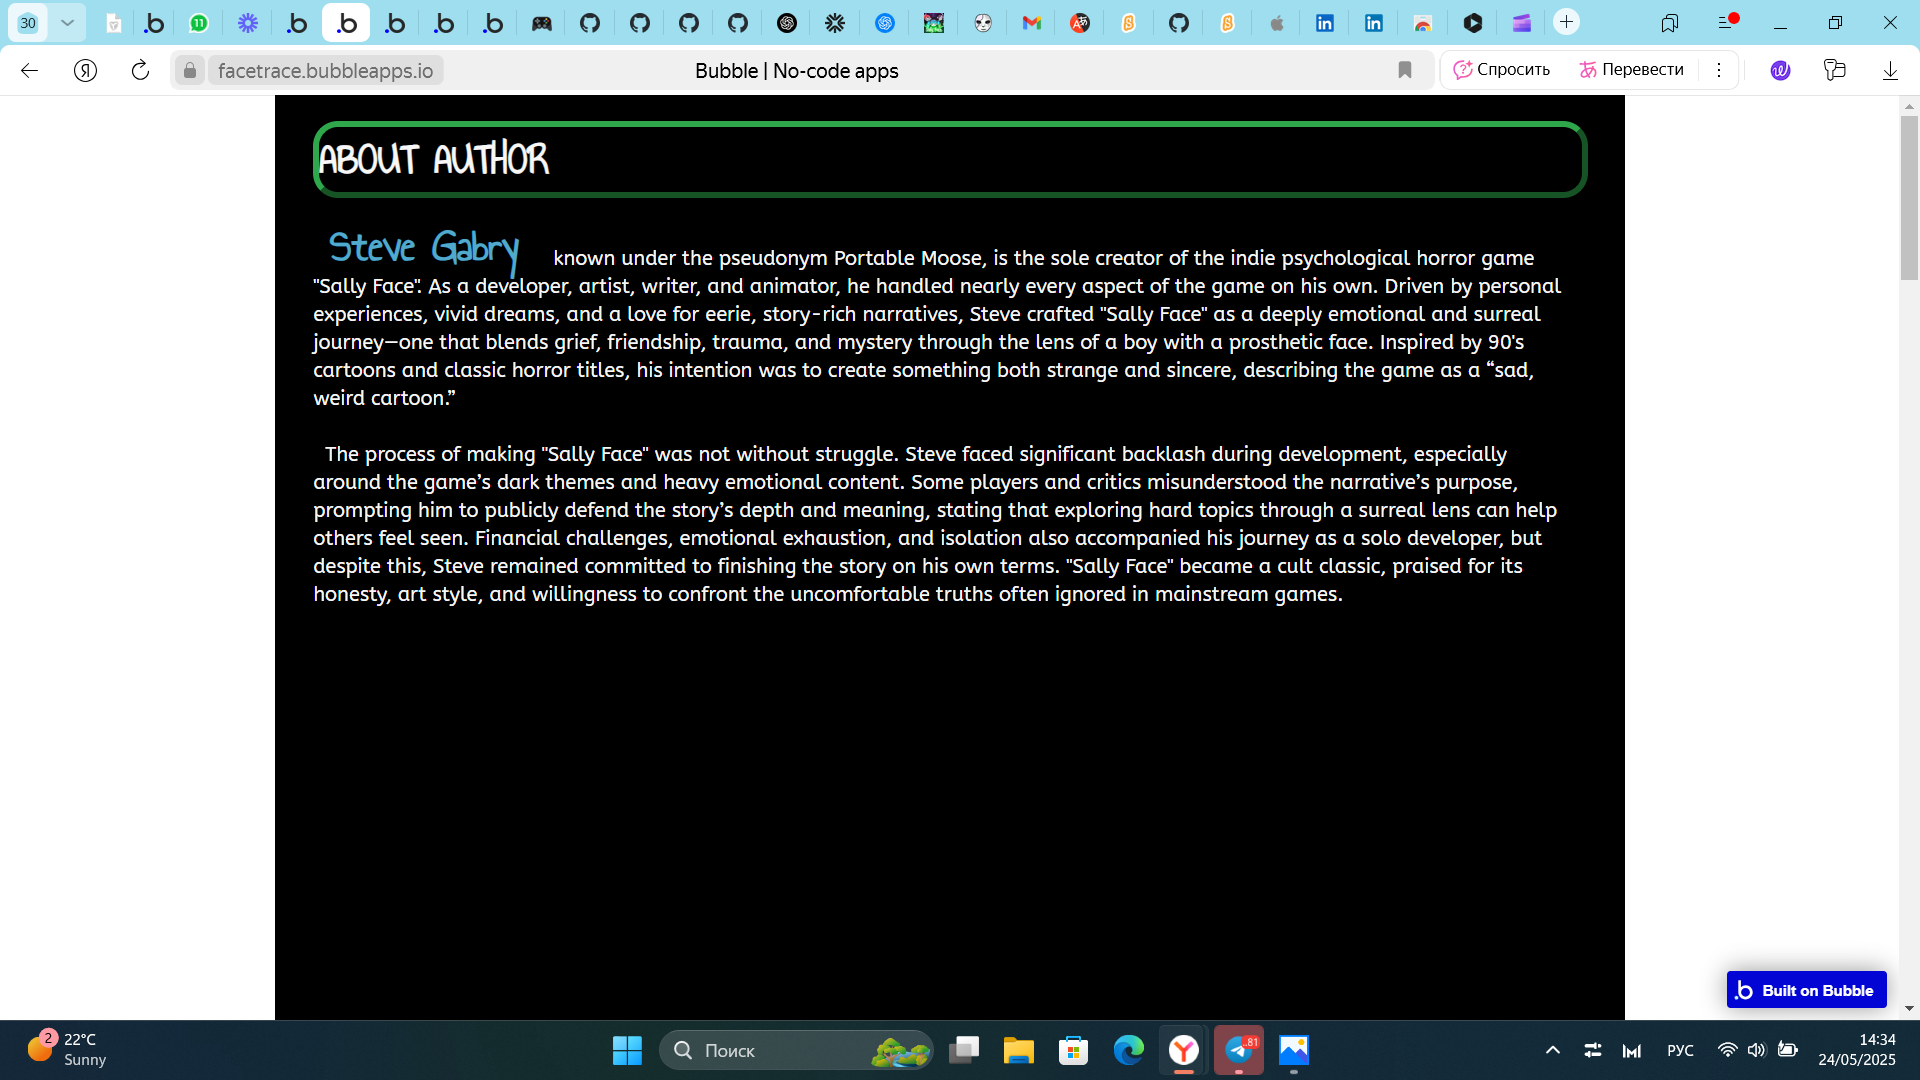 30
11
facetrace.bubbleapps.io
Bubble | No-code apps
Спросить
Перевести
ABOUT AUTHOR
Steve Gabry known under the pseudonym Portable Moose, is the sole creator of the indie psychological horror game
"Sally Face". As a developer, artist, writer, and animator, he handled nearly every aspect of the game on his own. Driven by personal
experiences, vivid dreams, and a love for eerie, story-rich narratives, Steve crafted "Sally Face" as a deeply emotional and surreal
journey—one that blends grief, friendship, trauma, and mystery through the lens of a boy with a prosthetic face. Inspired by 90's
cartoons and classic horror titles, his intention was to create something both strange and sincere, describing the game as a “sad,
weird cartoon.”
The process of making "Sally Face" was not without struggle. Steve faced significant backlash during development, especially
around the game’s dark themes and heavy emotional content. Some players and critics misunderstood the narrative’s purpose,
prompting him to publicly defend the story’s depth and meaning, stating that exploring hard topics through a surreal lens can help
others feel seen. Financial challenges, emotional exhaustion, and isolation also accompanied his journey as a solo developer, but
despite this, Steve remained committed to finishing the story on his own terms. "Sally Face" became a cult classic, praised for its
honesty, art style, and willingness to confront the uncomfortable truths often ignored in mainstream games.
Built on Bubble
2
22°C
Sunny
Поиск
81
РУС
14:34
24/05/2025